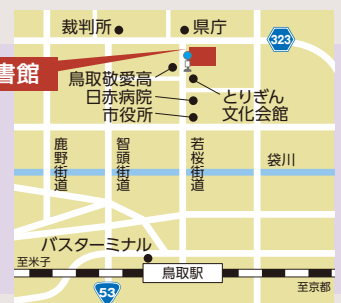 裁判所
県庁
323
書館
鳥取敬愛高
日赤病院
市役所
とりぎん
文化会館
鹿野街道
智頭街道
若桜街道
袋川
バスターミナル
至米子
鳥取駅
至京都
53